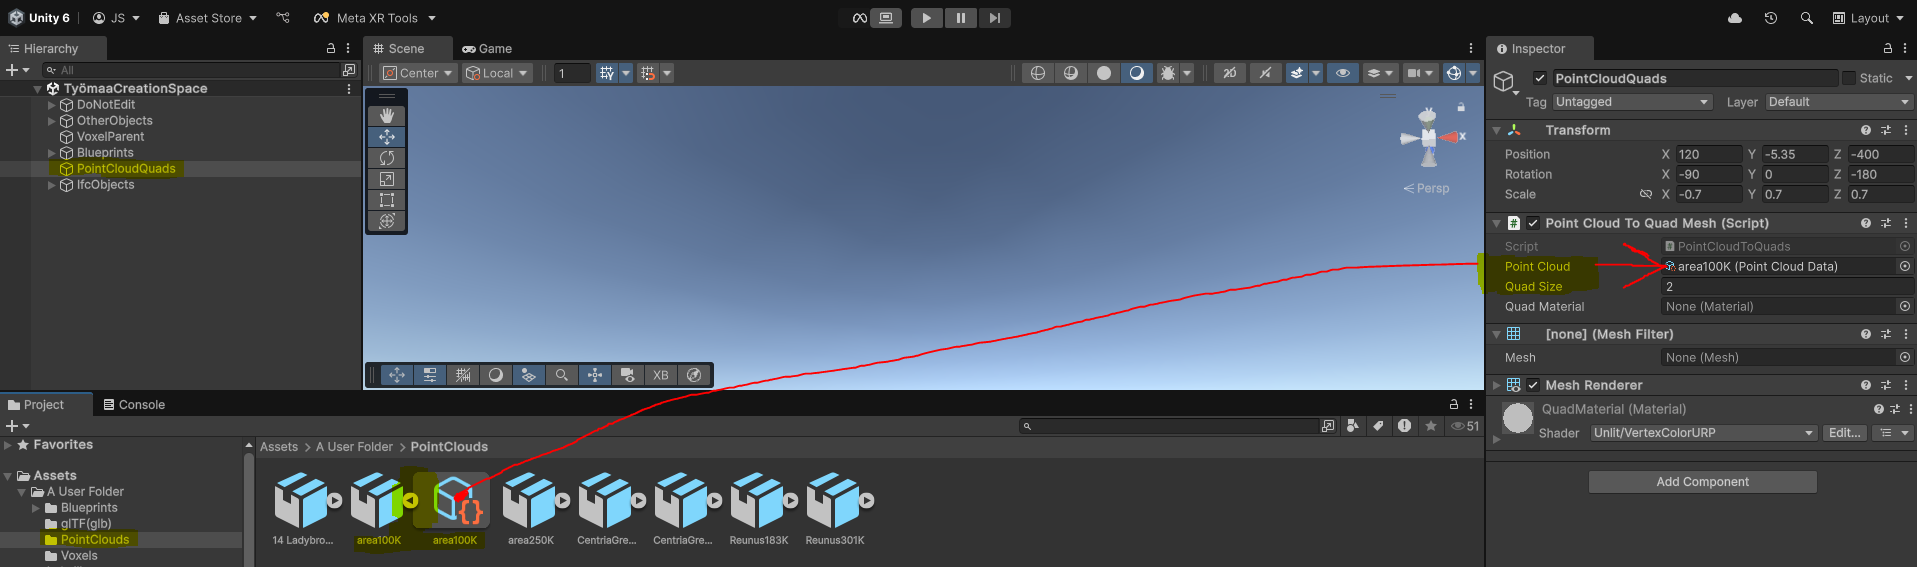 Unity 6
JS
Asset Store
Meta XR Tools
Layout
Hierarchy
All
TyömaaCreationSpace
DoNotEdit
OtherObjects
VoxelParent
Blueprints
PointCloudQuads
IfcObjects
Scene
Game
Center
Local
1
2D
X
Persp
XB
Inspector
PointCloudQuads
Static
Tag Untagged Layer Default
Transform
Position X 120 Y -5.35 Z -400
Rotation X -90 Y 0 Z -180
Scale X -0.7 Y 0.7 Z 0.7
Point Cloud To Quad Mesh (Script)
Script PointCloudToQuads
Point Cloud area100K (Point Cloud Data)
Quad Size 2
Quad Material None (Material)
[none] (Mesh Filter)
Mesh None (Mesh)
Mesh Renderer
QuadMaterial (Material)
Shader Unlit/VertexColorURP Edit...
Add Component
Project
Console
51
Favorites
Assets
A User Folder
Blueprints
glTF(glb)
PointClouds
Voxels
Assets
A User Folder
PointClouds
14 Ladybro...
area100K
area100K
area250K
CentriaGre...
CentriaGre...
Reunus183K
Reunus301K